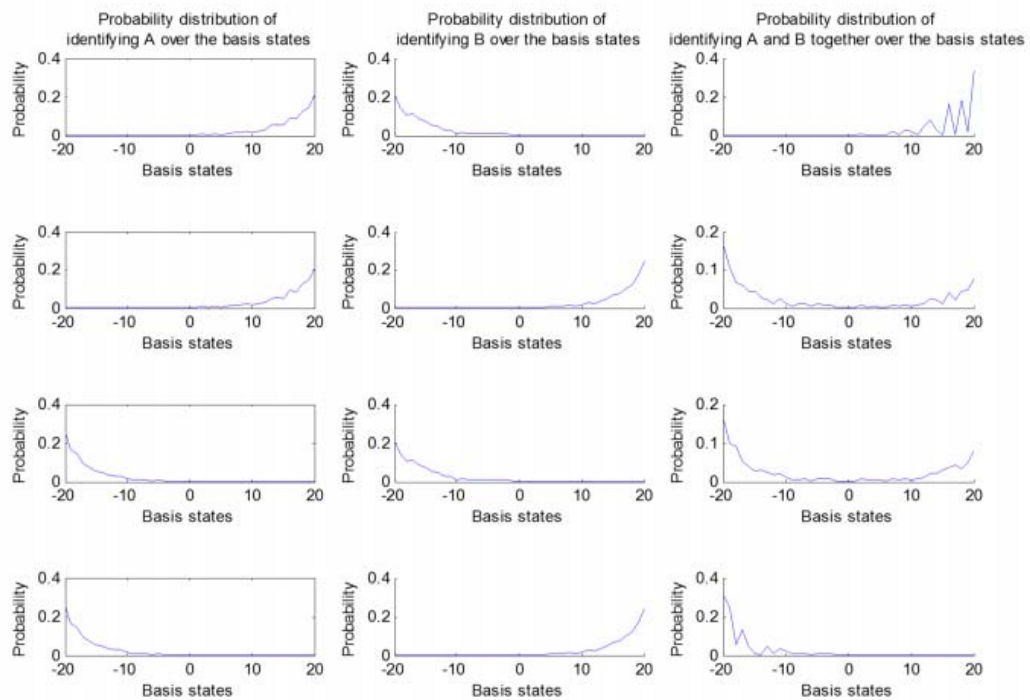 Probability distribution of
identifying A over the basis states
Probability distribution of
identifying B over the basis states
Probability distribution of
identifying A and B together over the basis states
Probability
0.4
0.2
0
-20 -10 0 10 20
Basis states
Probability
0.4
0.2
0
-20 -10 0 10 20
Basis states
Probability
0.4
0.2
0
-20 -10 0 10 20
Basis states
Probability
0.4
0.2
0
-20 -10 0 10 20
Basis states
Probability
0.4
0.2
0
-20 -10 0 10 20
Basis states
Probability
0.2
0.1
0
-20 -10 0 10 20
Basis states
Probability
0.4
0.2
0
-20 -10 0 10 20
Basis states
Probability
0.4
0.2
0
-20 -10 0 10 20
Basis states
Probability
0.2
0.1
0
-20 -10 0 10 20
Basis states
Probability
0.4
0.2
0
-20 -10 0 10 20
Basis states
Probability
0.4
0.2
0
-20 -10 0 10 20
Basis states
Probability
0.4
0.2
0
-20 -10 0 10 20
Basis states